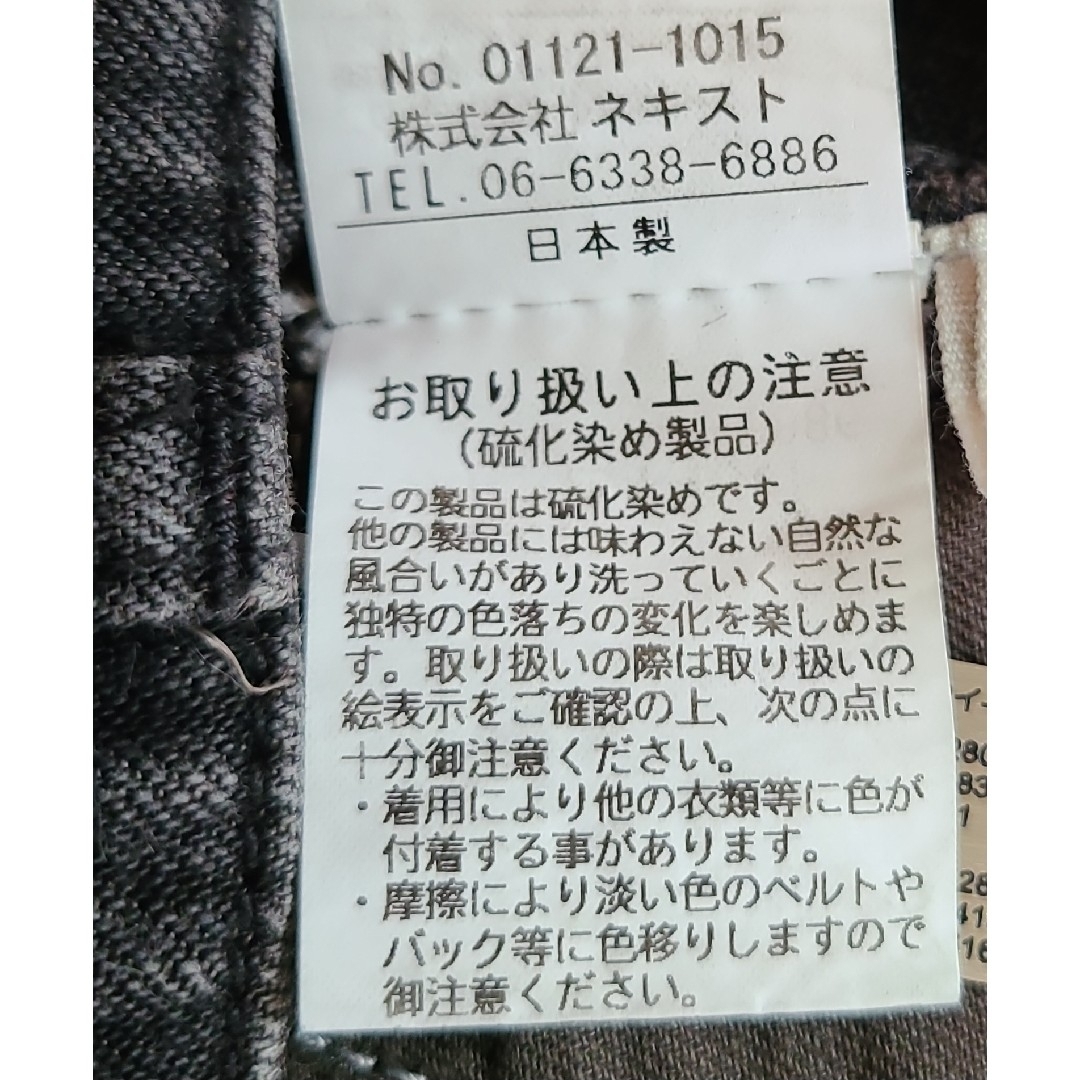 No. 01121-1015
株式会社 ネキスト
TEL. 06-6338-6886
日本製
お取り扱い上の注意
(硫化染め製品)
この製品は硫化染めです。
他の製品には味わえない自然な
風合いがあり洗っていくごとに
独特の色落ちの変化を楽しめま
す。取り扱いの際は取り扱いの
絵表示をご確認の上、次の点に
十分御注意ください。
・着用により他の衣類等に色が
付着する事があります。
・摩擦により淡い色のベルトや
バック等に色移りしますので
御注意ください。